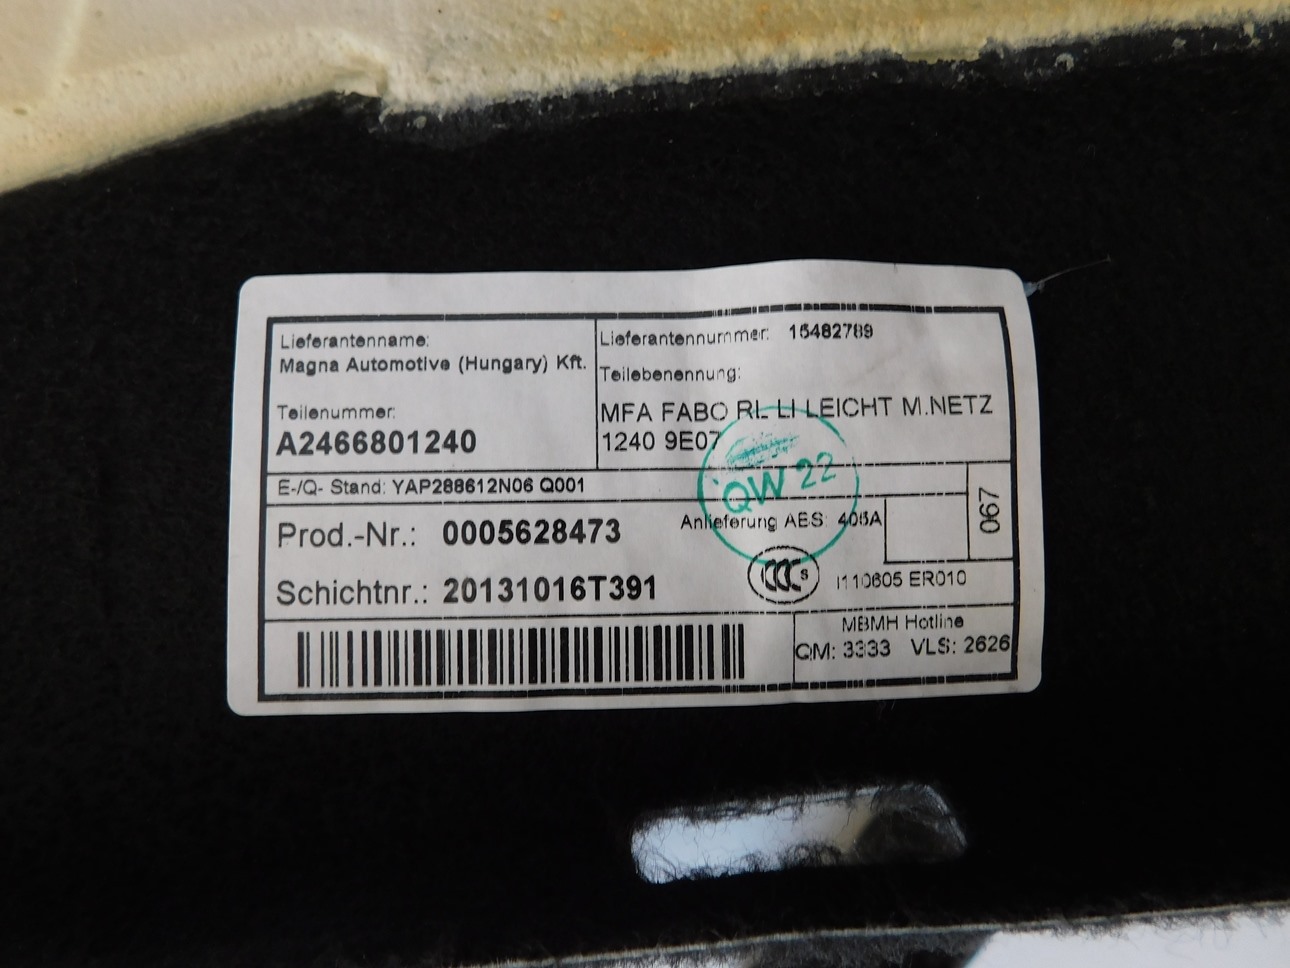 Lieferantenname:
Magna Automotive (Hungary) Kft.
Lieferantennummer: 15482789
Teilebenennung:
Teilenummer:
A2466801240
MFA FABO RL LI LEICHT M.NETZ
1240 9E07
E-/Q- Stand: YAP288612N06 Q001
QW 22
067
Prod.-Nr.: 0005628473
Anlieferung AES: 405A
Schichtnr.: 20131016T391
CCC S
I110605 ER010
MBMH Hotline
QM: 3333 VLS: 2626